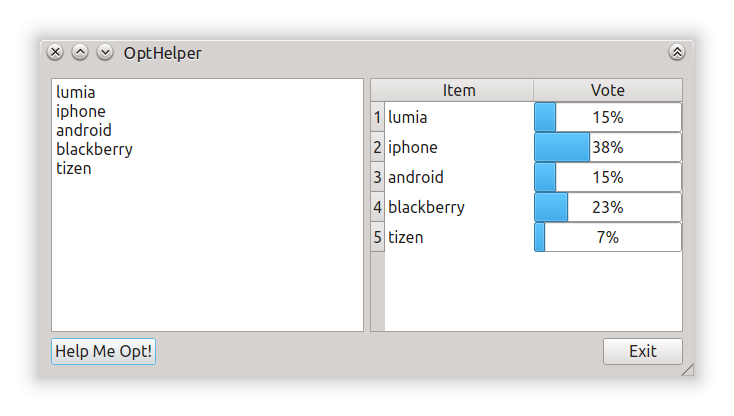 OptHelper
lumia
iphone
android
blackberry
tizen
Item Vote
1 lumia 15%
2 iphone 38%
3 android 15%
4 blackberry 23%
5 tizen 7%
Help Me Opt! Exit